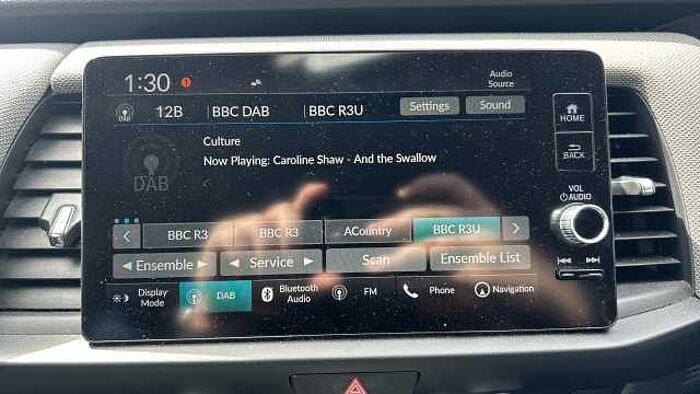 1:30 1 Audio Source
DAB 12B BBC DAB BBC R3U Settings Sound
Culture
Now Playing: Caroline Shaw - And the Swallow
DAB
HOME
BACK
VOL
AUDIO
BBC R3 BBC R3 ACountry BBC R3U
Ensemble Service Scan Ensemble List
Display Mode DAB Bluetooth Audio FM Phone Navigation